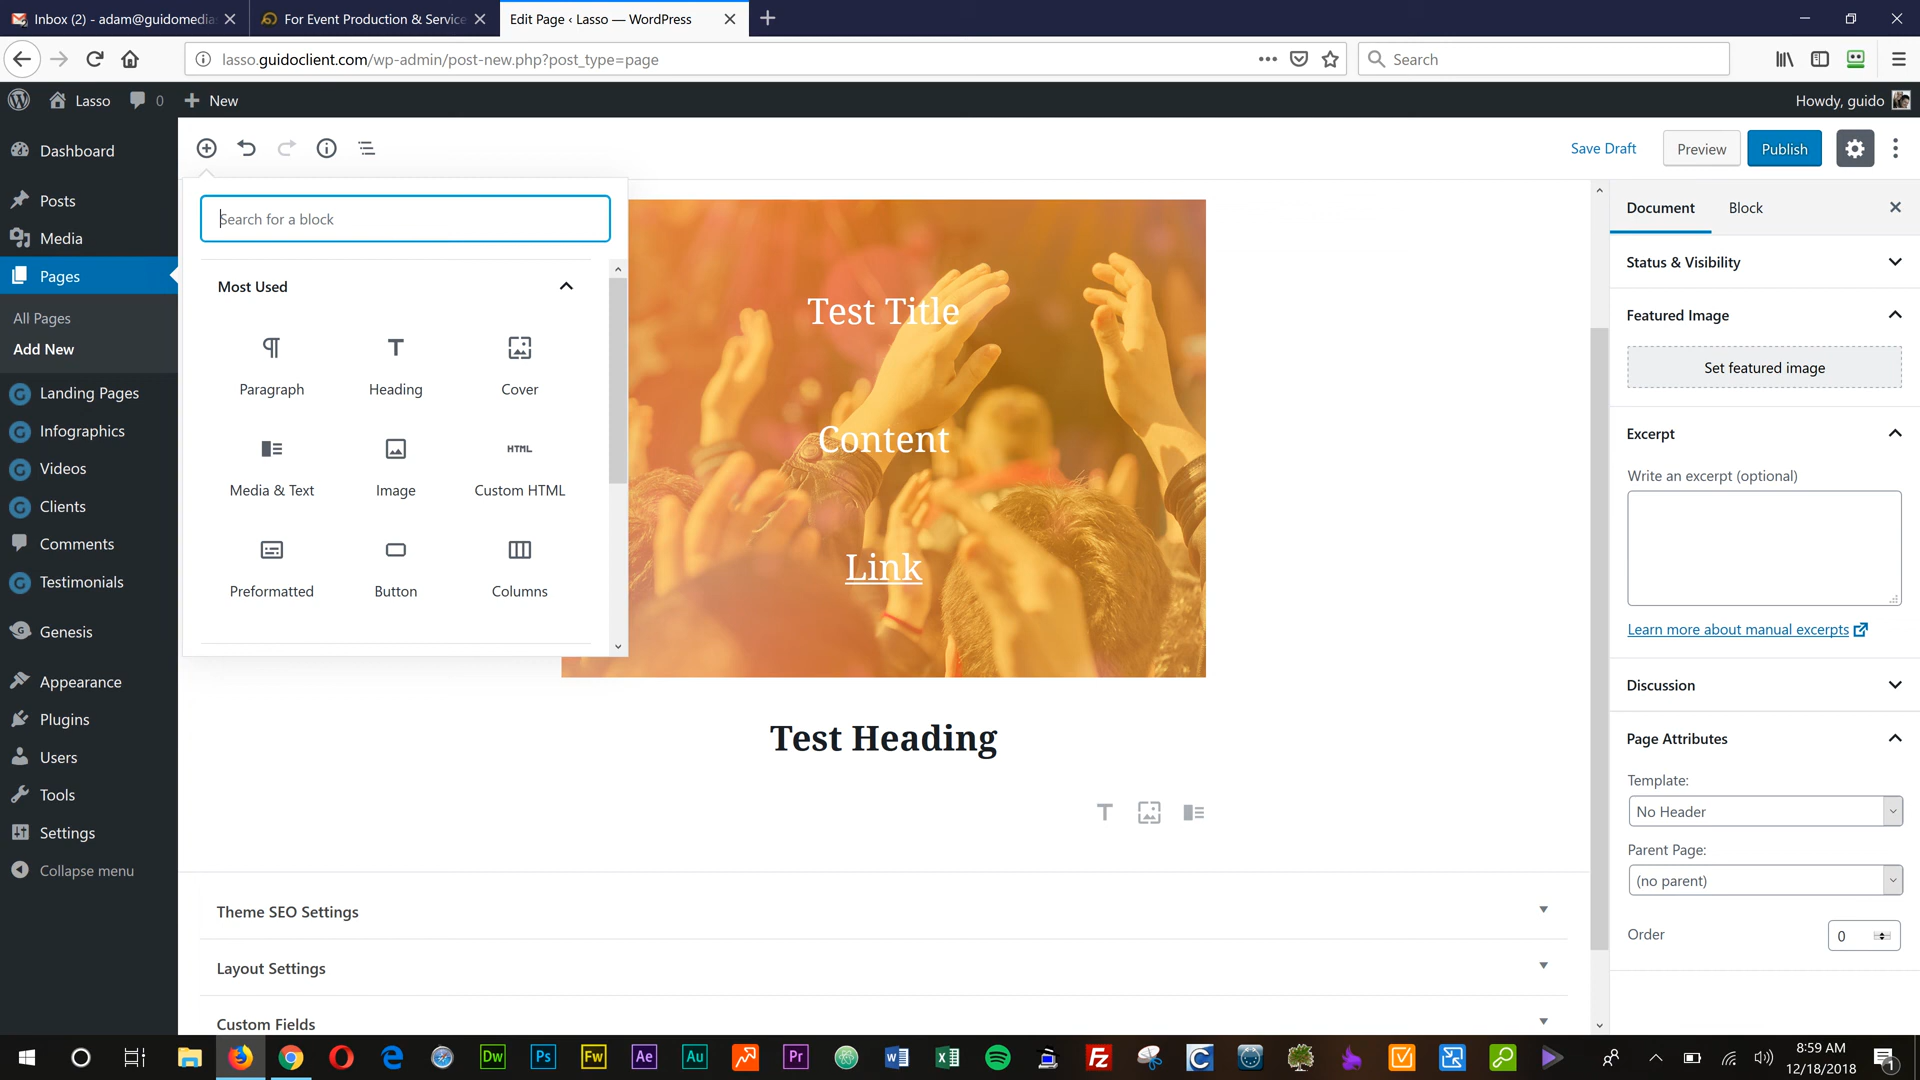 Inbox (2) - adam@guidomedia
For Event Production & Service
Edit Page ‹ Lasso — WordPress
lasso.guidoclient.com/wp-admin/post-new.php?post_type=page
Search
Lasso
0
New
Howdy, guido
Dashboard
Posts
Media
Pages
All Pages
Add New
Landing Pages
Infographics
Videos
Clients
Comments
Testimonials
Genesis
Appearance
Plugins
Users
Tools
Settings
Collapse menu
Save Draft
Preview
Publish
Search for a block
Most Used
Paragraph
Heading
Cover
Media & Text
Image
HTML
Custom HTML
Preformatted
Button
Columns
Test Title
Content
Link
Test Heading
Theme SEO Settings
Layout Settings
Custom Fields
Document
Block
Status & Visibility
Featured Image
Set featured image
Excerpt
Write an excerpt (optional)
Learn more about manual excerpts
Discussion
Page Attributes
Template:
No Header
Parent Page:
(no parent)
Order
0
Dw
Ps
Fw
Ae
Au
Pr
8:59 AM
12/18/2018
1